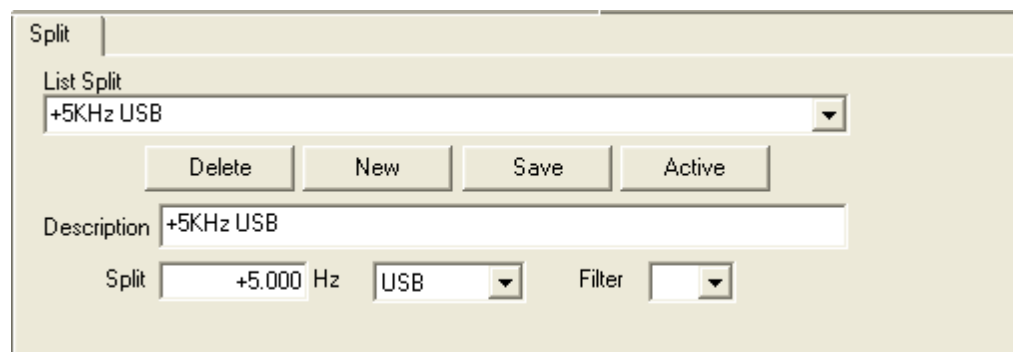 Split
List Split
+5KHz USB
Delete New Save Active
Description +5KHz USB
Split +5.000 Hz USB Filter